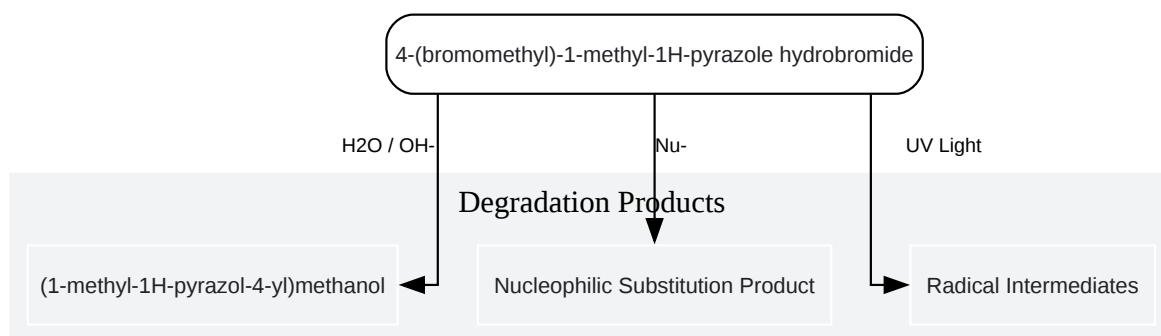 4-(bromomethyl)-1-methyl-1H-pyrazole hydrobromide
H2O / OH-
Nu-
UV Light
Degradation Products
(1-methyl-1H-pyrazol-4-yl)methanol
Nucleophilic Substitution Product
Radical Intermediates